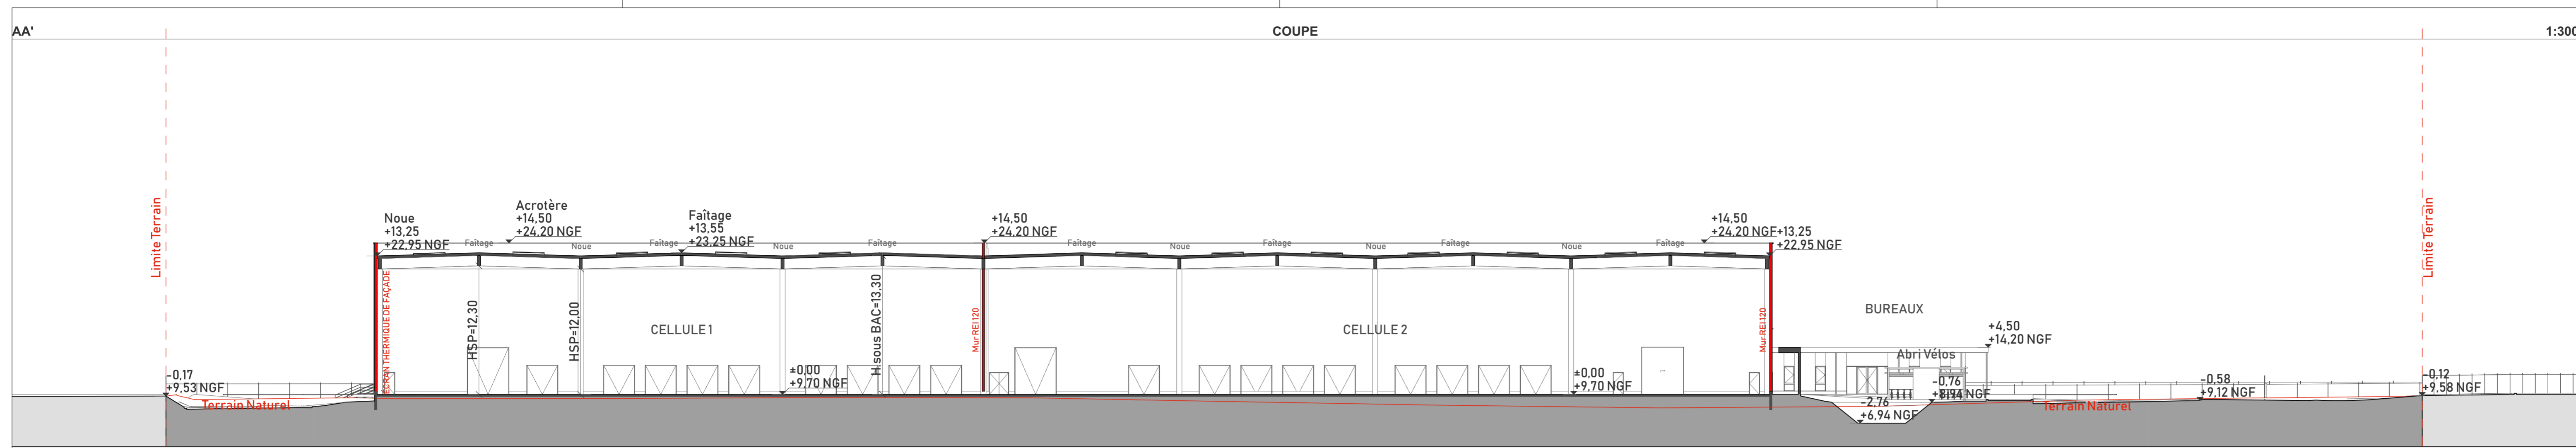 AA'
COUPE
1:300
Limite Terrain
Limite Terrain
Noue
+13,25
+22,95 NGF
Acrotère
+14,50
+24,20 NGF
Faîtage
+13,55
+23,25 NGF
+14,50
+24,20 NGF
+14,50
+24,20 NGF
+13,25
+22,95 NGF
Faîtage
Noue
Faîtage
Noue
Faîtage
Faîtage
Noue
Faîtage
Noue
Faîtage
Noue
Faîtage
ÉCRAN THERMIQUE DE FAÇADE
HSP=12,30
HSP=12,00
CELLULE 1
H sous BAC=13,30
Mur REI 120
CELLULE 2
Mur REI 120
BUREAUX
+4,50
+14,20 NGF
Abri Vélos
-0,17
+9,53 NGF
Terrain Naturel
±0,00
+9,70 NGF
±0,00
+9,70 NGF
-2,76
+6,94 NGF
-0,76
+8,94 NGF
Terrain Naturel
-0,58
+9,12 NGF
-0,12
+9,58 NGF